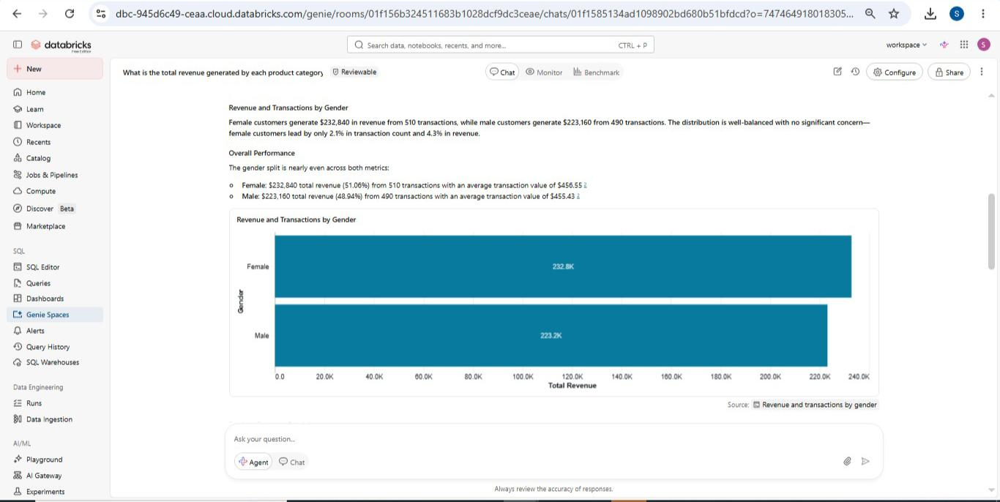 dbc-945d6c49-ceaa.cloud.databricks.com/genie/rooms/01f156b324511683b1028dcf9dc3ceae/chats/01f1585134ad1098902bd680b51bfdcd?o=747464918018305...
S
databricks
Free Edition
Search data, notebooks, recents, and more...
CTRL + P
workspace
S
New
What is the total revenue generated by each product category
Reviewable
Chat
Monitor
Benchmark
Configure
Share
Home
Learn
Workspace
Recents
Catalog
Jobs & Pipelines
Compute
Discover Beta
Marketplace
SQL
SQL Editor
Queries
Dashboards
Genie Spaces
Alerts
Query History
SQL Warehouses
Data Engineering
Runs
Data Ingestion
AI/ML
Playground
AI Gateway
Experiments
Revenue and Transactions by Gender
Female customers generate $232,840 in revenue from 510 transactions, while male customers generate $223,160 from 490 transactions. The distribution is well-balanced with no significant concern—
female customers lead by only 2.1% in transaction count and 4.3% in revenue.
Overall Performance
The gender split is nearly even across both metrics:
Female: $232,840 total revenue (51.06%) from 510 transactions with an average transaction value of $456.55 2
Male: $223,160 total revenue (48.94%) from 490 transactions with an average transaction value of $455.43 2
Revenue and Transactions by Gender
Gender
Female
232.8K
Male
223.2K
0.0 20.0K 40.0K 60.0K 80.0K 100.0K 120.0K 140.0K 160.0K 180.0K 200.0K 220.0K 240.0K
Total Revenue
Source: Revenue and transactions by gender
Ask your question...
Agent
Chat
Always review the accuracy of responses.